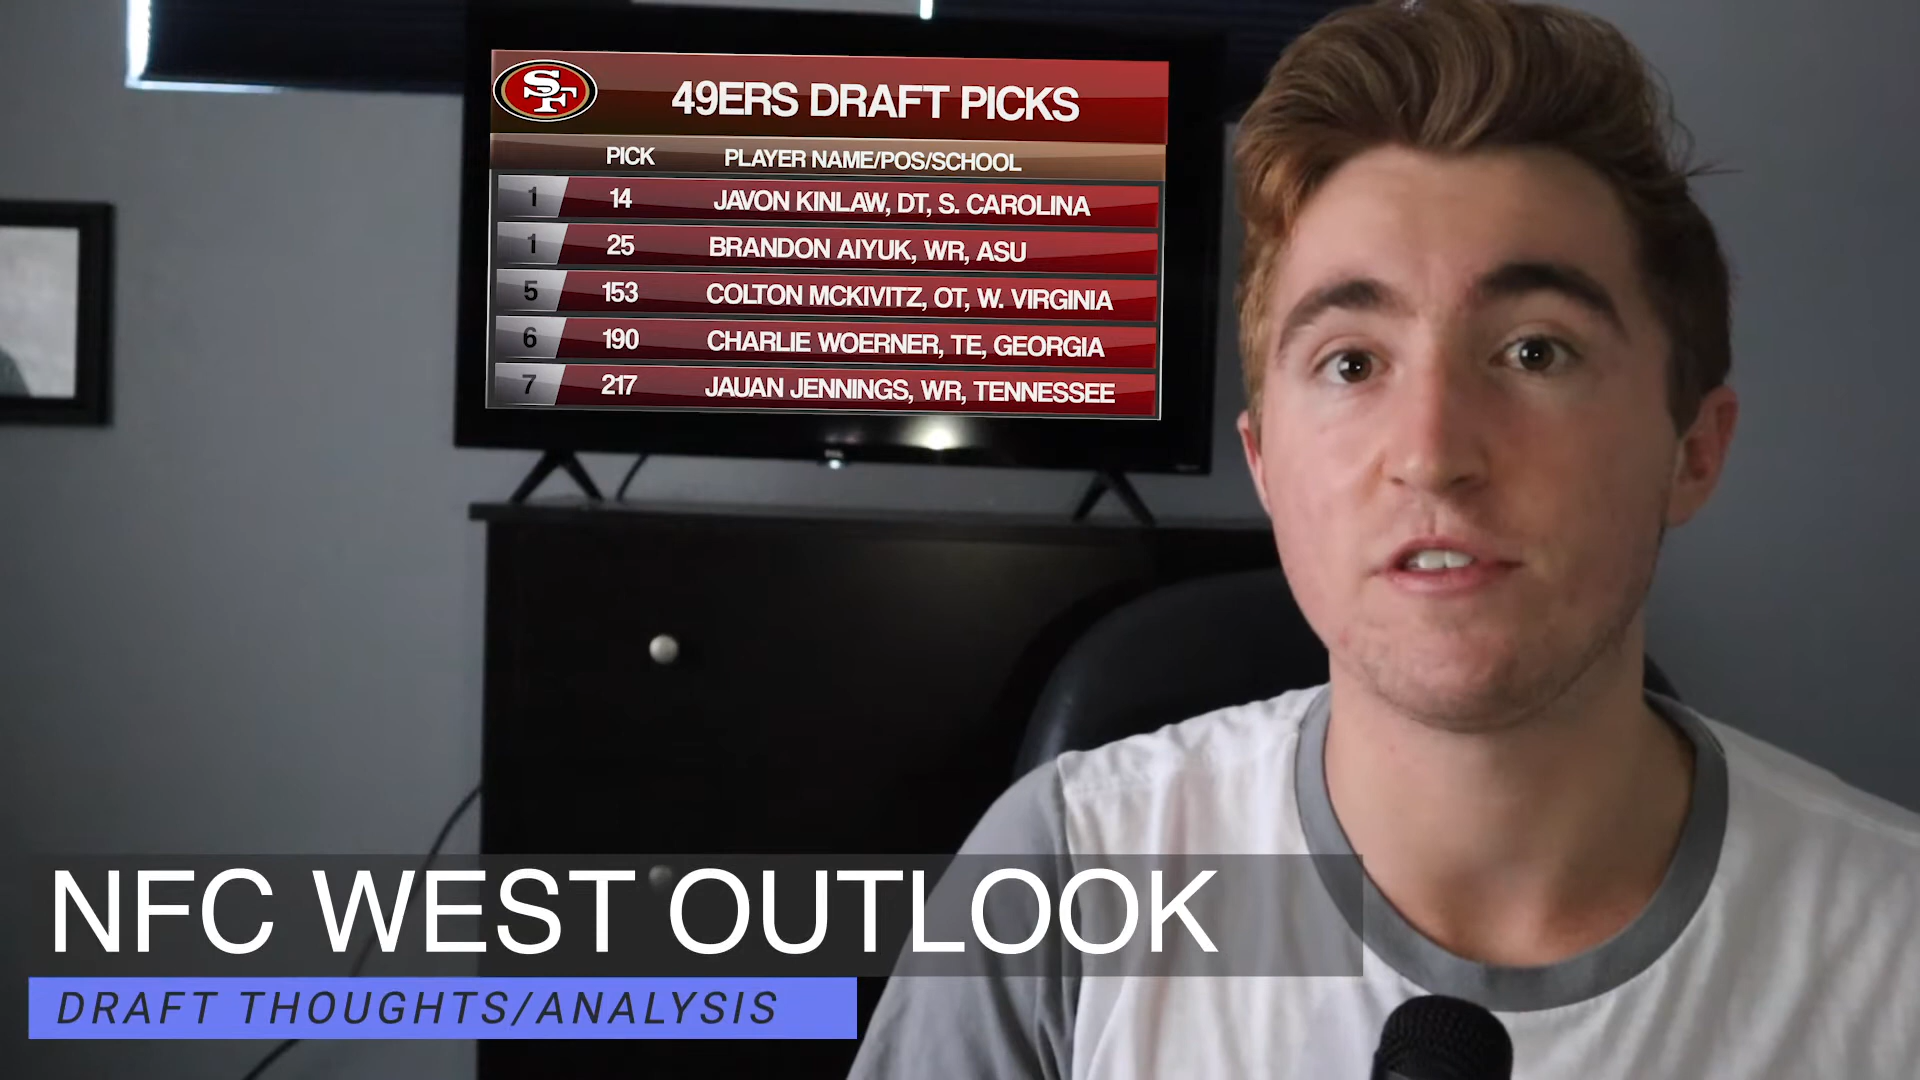 SF
49ERS DRAFT PICKS
PICK PLAYER NAME/POS/SCHOOL
1 14 JAVON KINLAW, DT, S. CAROLINA
1 25 BRANDON AIYUK, WR, ASU
5 153 COLTON MCKIVITZ, OT, W. VIRGINIA
6 190 CHARLIE WOERNER, TE, GEORGIA
7 217 JAUAN JENNINGS, WR, TENNESSEE
TCL
NFC WEST OUTLOOK
DRAFT THOUGHTS/ANALYSIS